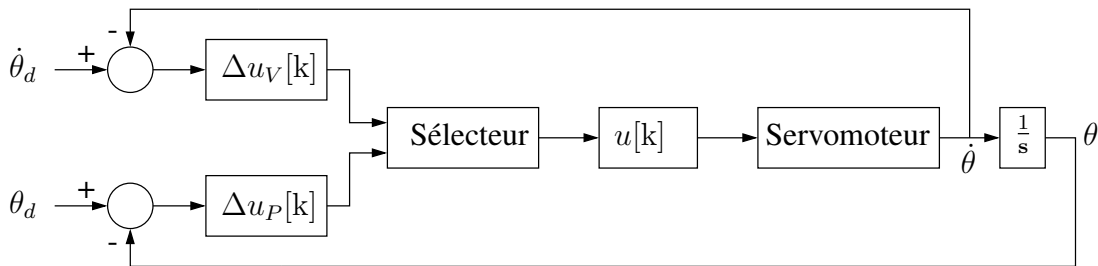 -
+
θ̇_d
Δu_V[k]
Sélecteur
u[k]
Servomoteur
θ̇
1/s
θ
θ_d
+
Δu_P[k]
-